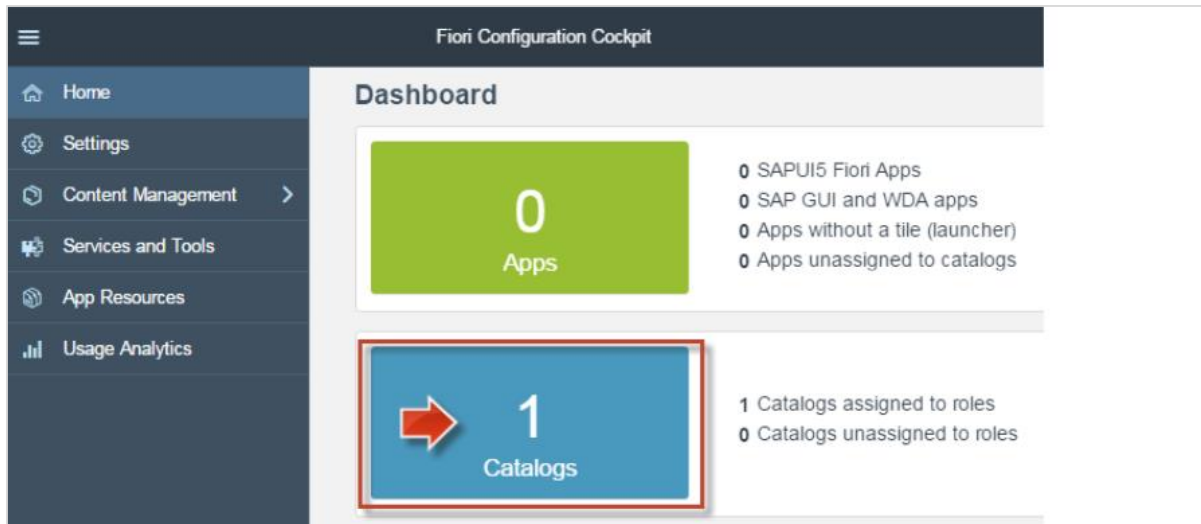 Fiori Configuration Cockpit
Home
Settings
Content Management
Services and Tools
App Resources
Usage Analytics
Dashboard
0
Apps
0 SAPUI5 Fiori Apps
0 SAP GUI and WDA apps
0 Apps without a tile (launcher)
0 Apps unassigned to catalogs
1
Catalogs
1 Catalogs assigned to roles
0 Catalogs unassigned to roles